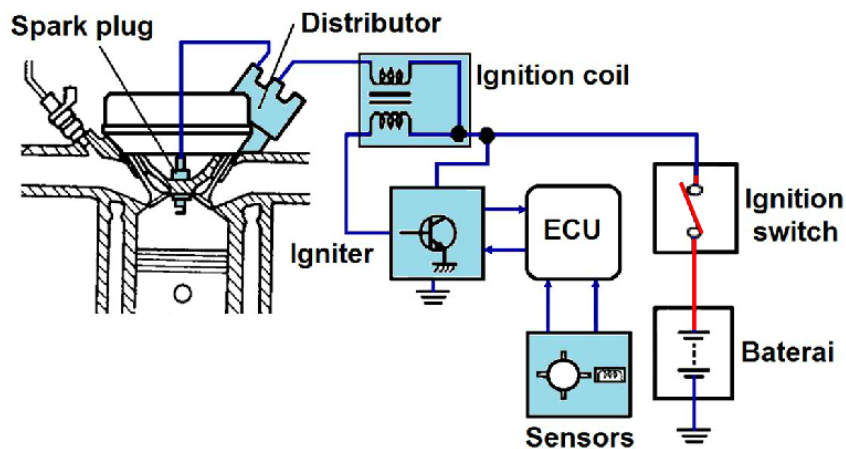 Spark plug
Distributor
Ignition coil
Igniter
ECU
Ignition
switch
Baterai
Sensors